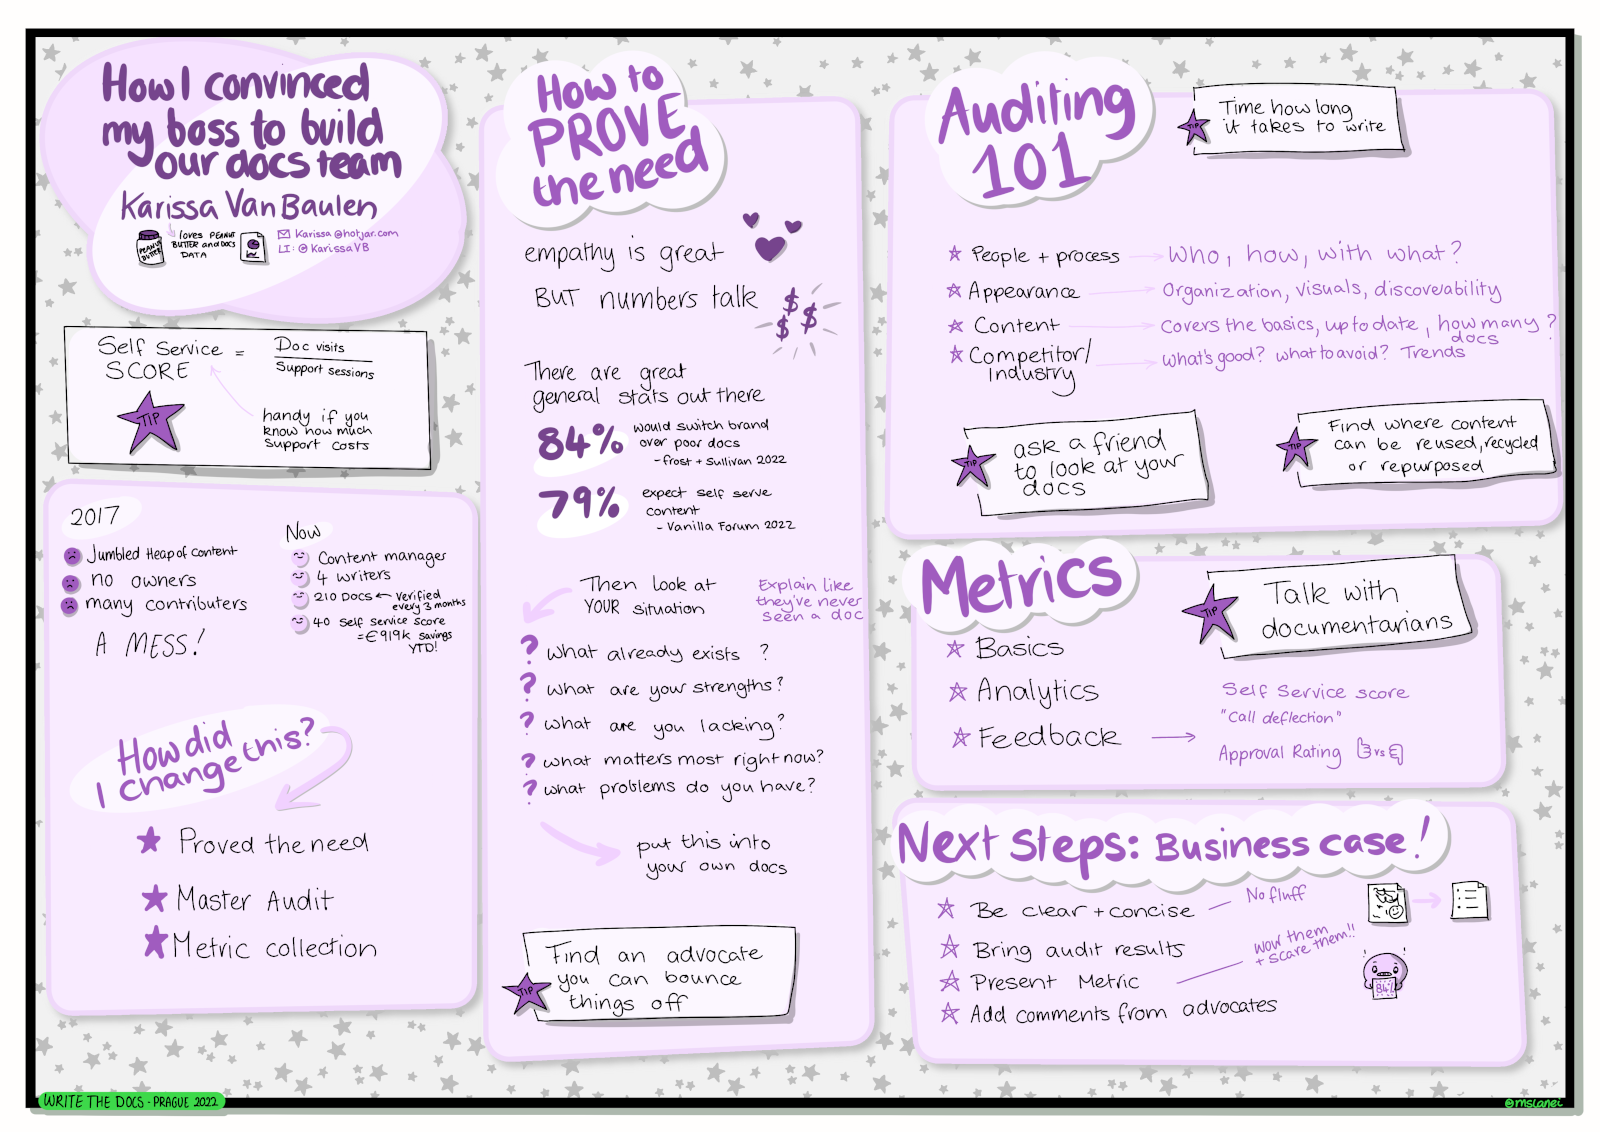 How I convinced
my boss to build
our docs team
Karissa Van Baulen
PEANUT
BUTTER
loves PEANUT
BUTTER and DOCS
DATA
Karissa@hotjar.com
LI: @KarissaVB
Self Service
SCORE
=
Doc visits
Support sessions
TIP
handy if you
know how much
support costs
2017
Jumbled Heap of Content
no owners
many contributers
A MESS!
Now
Content manager
4 writers
210 DOCS ← verified
every 3 months
40 self service score
=€919K savings
YTD!
How did
I change this?
Proved the need
Master Audit
Metric collection
How to
PROVE
the need
empathy is great
BUT numbers talk
$ $ $
There are great
general stats out there
84%
would switch brand
over poor docs
- frost + sullivan 2022
79%
expect self serve
content
- Vanilla Forum 2022
Then look at
YOUR situation
Explain like
they've never
seen a doc
? what already exists ?
? what are your strengths?
? what are you lacking?
? what matters most right now?
? what problems do you have?
put this into
your own docs
TIP
Find an advocate
you can bounce
things off
Auditing
101
TIP
Time how long
it takes to write
People + process → Who, how, with what?
Appearance → Organization, visuals, discoveability
Content → Covers the basics, up to date, how many ?
docs
Competitor/
Industry
→ what's good? what to avoid? Trends
TIP
ask a friend
to look at your
docs
TIP
Find where content
can be reused, recycled
or repurposed
Metrics
TIP
Talk with
documentarians
Basics
Analytics
Feedback →
Self Service score
"Call deflection"
Approval Rating
vs
Next Steps: Business case!
Be clear + concise
No fluff
Bring audit results
Present Metric
wow them
+ scare them!!
84%
Add comments from advocates
WRITE THE DOCS - PRAGUE 2022
@mslanei